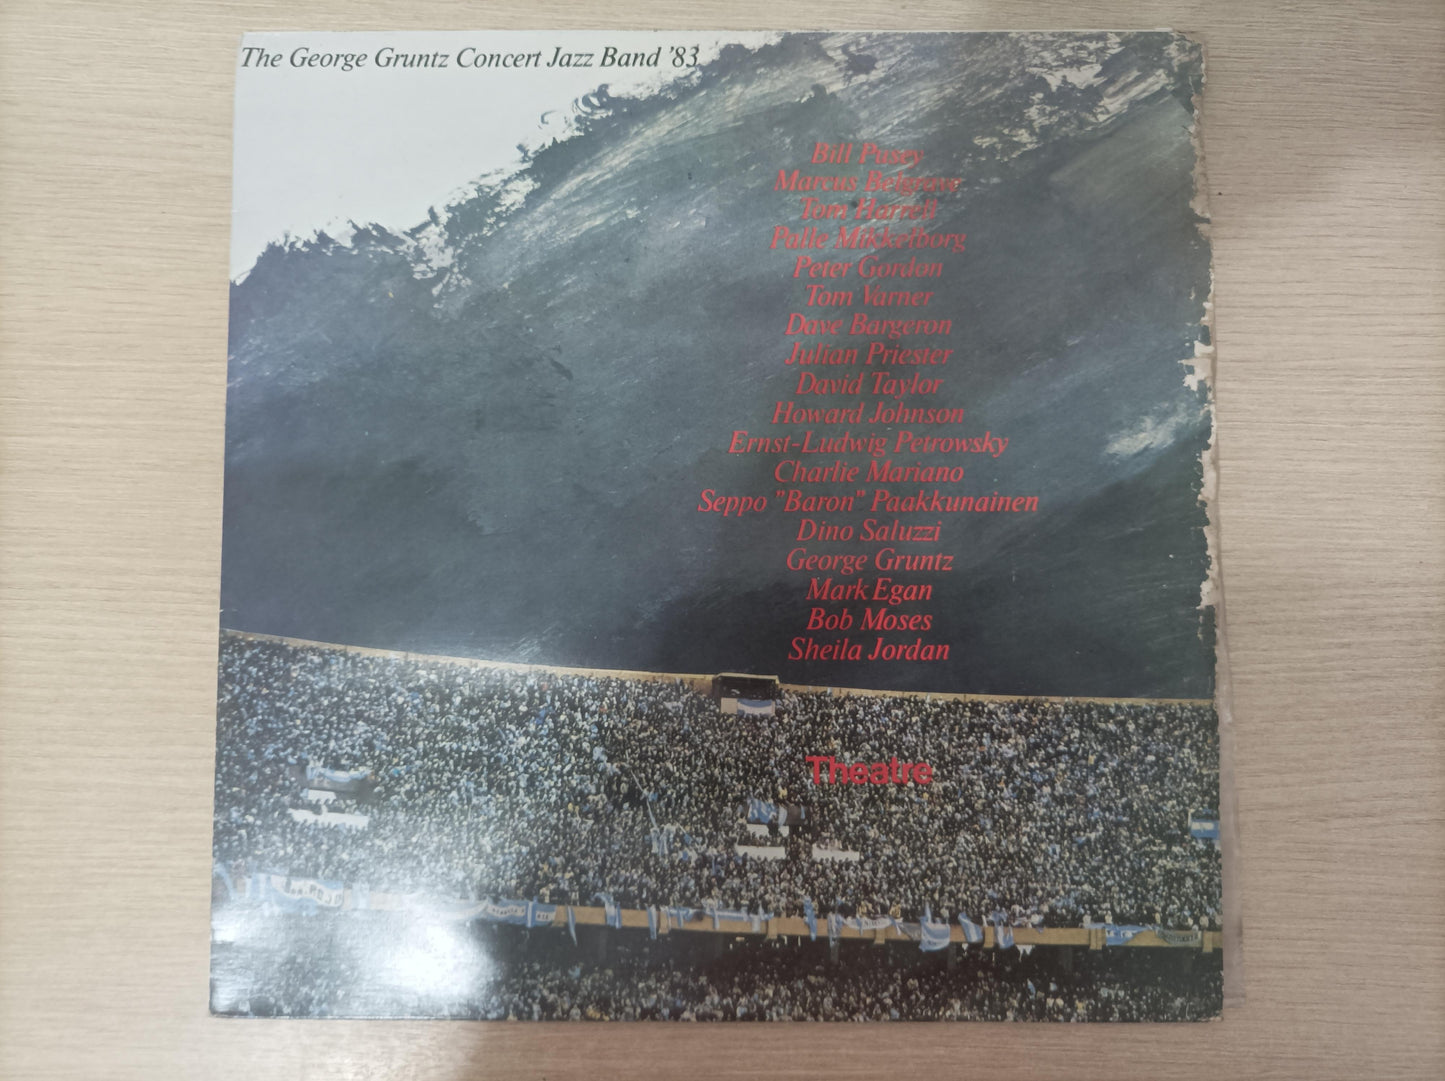 The George Gruntz Concert Jazz Band '83
Bill Pusey
Marcus Belgrave
Tom Harrell
Palle Mikkelborg
Peter Gordon
Tom Varner
Dave Bargeron
Julian Priester
David Taylor
Howard Johnson
Ernst-Ludwig Petrowsky
Charlie Mariano
Seppo "Baron" Paakkunainen
Dino Saluzzi
George Gruntz
Mark Egan
Bob Moses
Sheila Jordan
Theatre